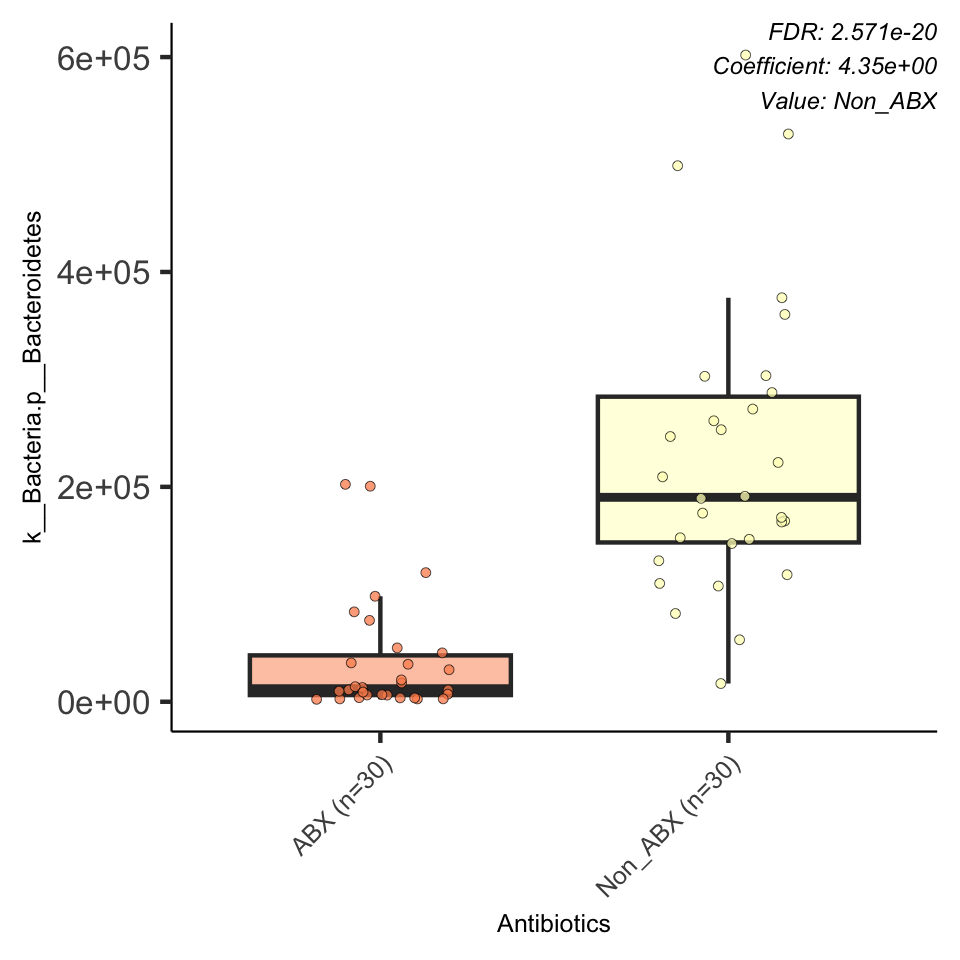 FDR: 2.571e-20
Coefficient: 4.35e+00
Value: Non_ABX
6e+05
4e+05
2e+05
0e+00
k__Bacteria.p__Bacteroidetes
ABX (n=30)
Non_ABX (n=30)
Antibiotics